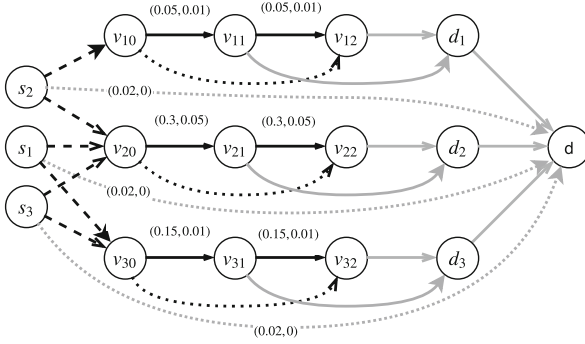 (0.05, 0.01) (0.05, 0.01)
v10 v11 v12 d1
s2 (0.02, 0)
(0.3, 0.05) (0.3, 0.05)
s1 v20 v21 v22 d2 d
(0.02, 0)
s3
(0.15, 0.01) (0.15, 0.01)
v30 v31 v32 d3
(0.02, 0)